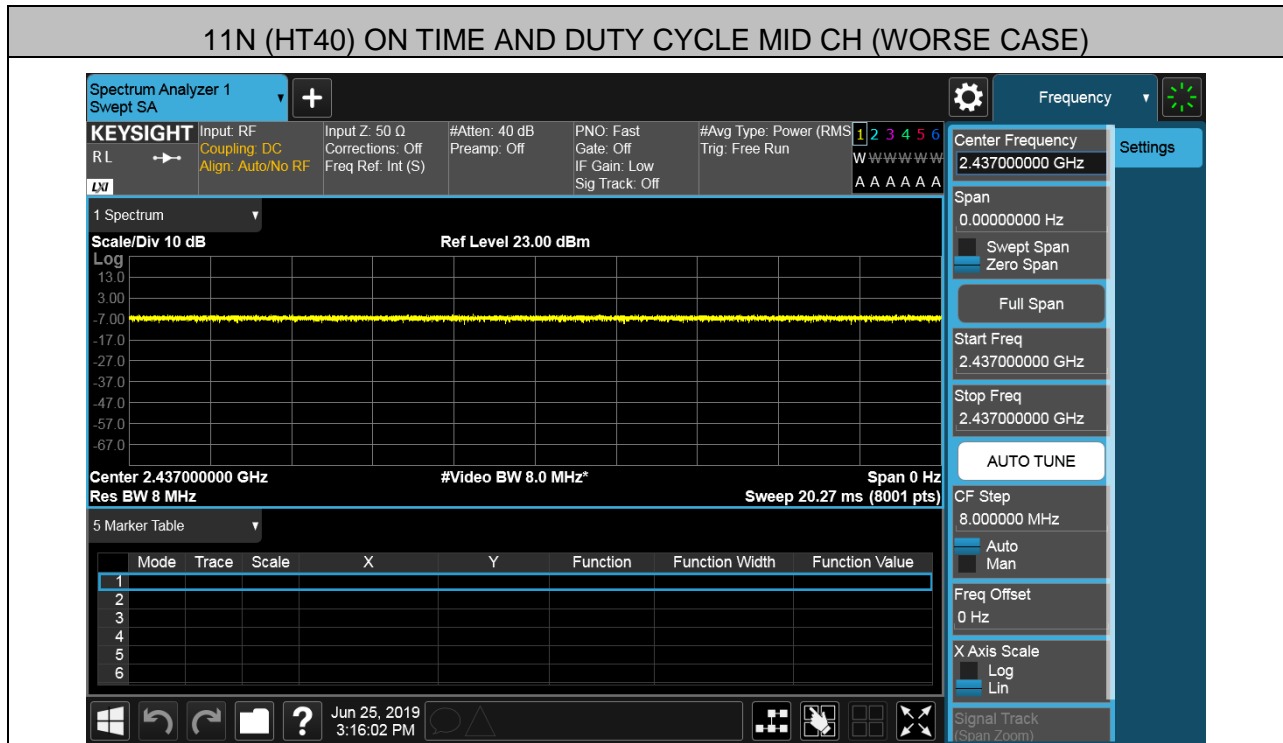 11N (HT40) ON TIME AND DUTY CYCLE MID CH (WORSE CASE)
Spectrum Analyzer 1
Swept SA
Frequency
KEYSIGHT
RL
LXI
Input: RF
Coupling: DC
Align: Auto/No RF
Input Z: 50 Ω
Corrections: Off
Freq Ref: Int (S)
#Atten: 40 dB
Preamp: Off
PNO: Fast
Gate: Off
IF Gain: Low
Sig Track: Off
#Avg Type: Power (RMS
Trig: Free Run
1 2 3 4 5 6
W W W W W W
A A A A A A
1 Spectrum
Scale/Div 10 dB
Ref Level 23.00 dBm
Log
13.0
3.00
-7.00
-17.0
-27.0
-37.0
-47.0
-57.0
-67.0
Center 2.437000000 GHz
#Video BW 8.0 MHz*
Span 0 Hz
Res BW 8 MHz
Sweep 20.27 ms (8001 pts)
5 Marker Table
Mode Trace Scale X Y Function Function Width Function Value
1
2
3
4
5
6
Jun 25, 2019
3:16:02 PM
?
Center Frequency
2.437000000 GHz
Settings
Span
0.00000000 Hz
Swept Span
Zero Span
Full Span
Start Freq
2.437000000 GHz
Stop Freq
2.437000000 GHz
AUTO TUNE
CF Step
8.000000 MHz
Auto
Man
Freq Offset
0 Hz
X Axis Scale
Log
Lin
Signal Track
(Span Zoom)